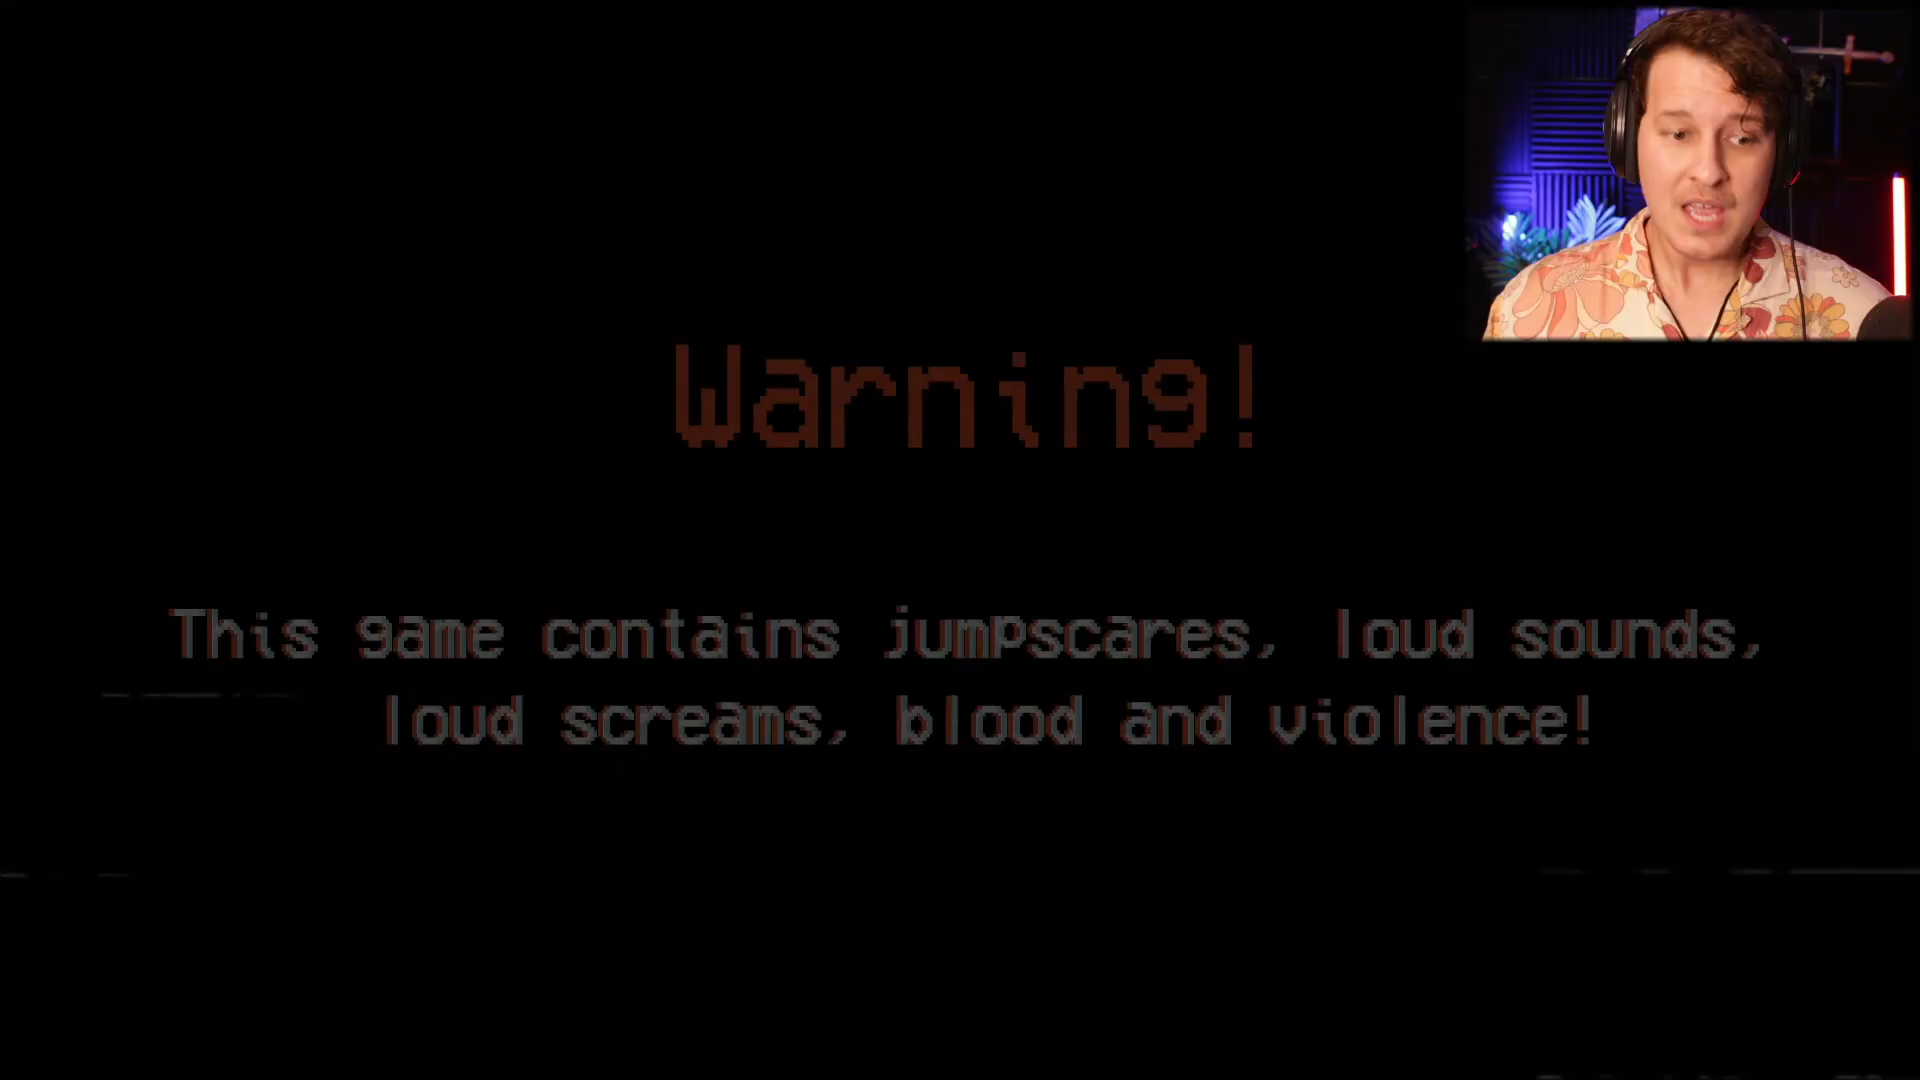 Warning!
This game contains jumpscares, loud sounds,
loud screams, blood and violence!